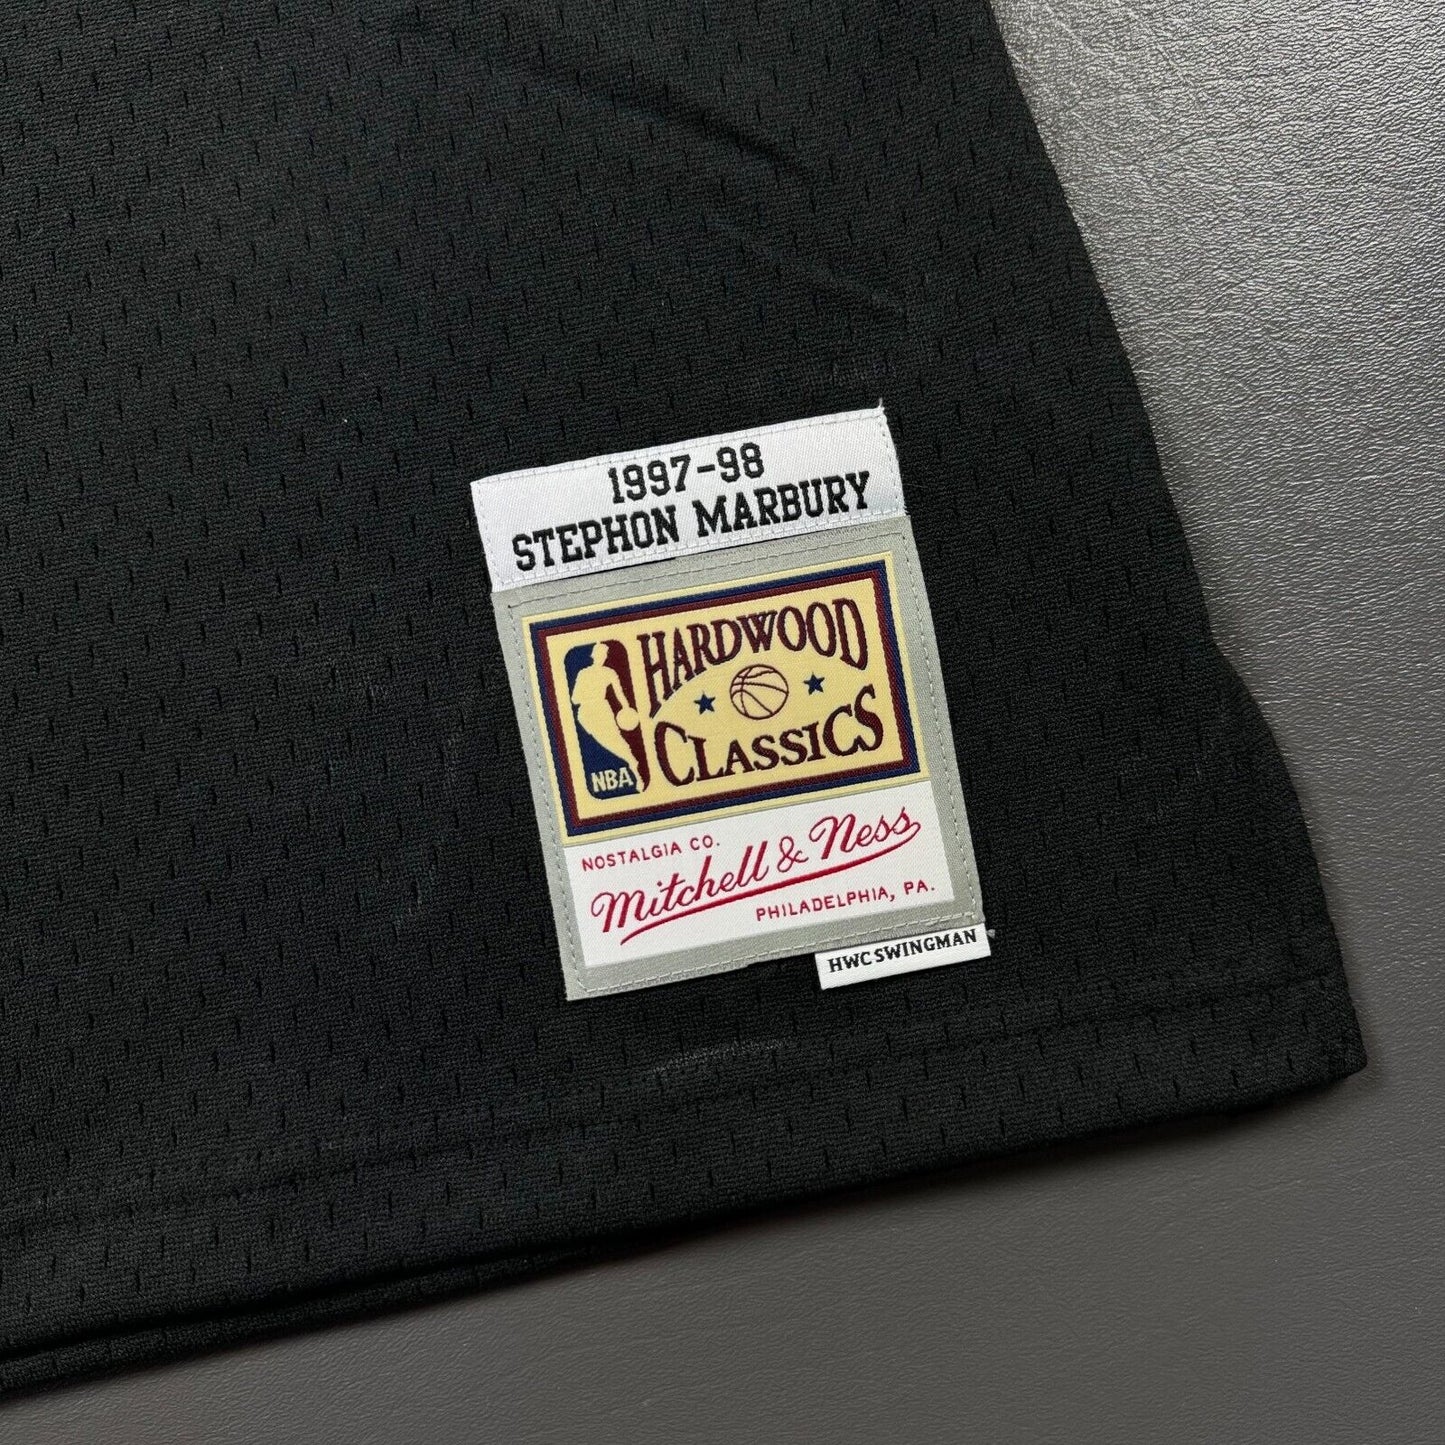 1997-98
STEPHON MARBURY
HARDWOOD
CLASSICS
NBA
NOSTALGIA CO.
Mitchell & Ness
PHILADELPHIA, PA.
HWC SWINGMAN